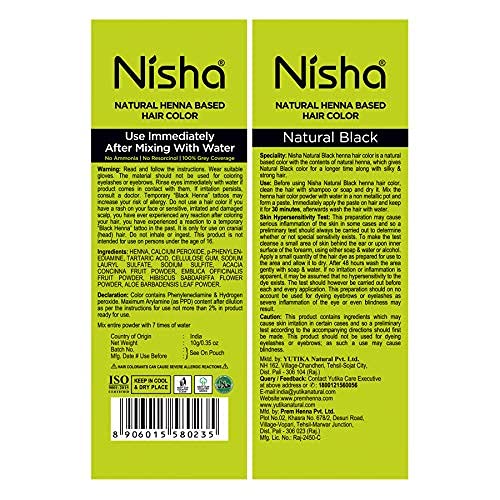 Nisha®
NATURAL HENNA BASED
HAIR COLOR
Use Immediately
After Mixing With Water
No Ammonia | No Resorcinol | 100% Grey Coverage
Warning: Read and follow the instructions. Wear suitable
gloves. The material should not be used for coloring
eyelashes or eyebrows. Rinse eyes immediately with water if
product comes in contact with them. If irritation persists,
consult a doctor. Temporary "Black Henna" tattoo may
increase your risk of allergy. Do not use a hair color if you
have a rash on your face or sensitive, irritated and damaged
scalp, you have ever experienced any reaction after coloring
your hair, you have experienced a reaction to a temporary
"Black Henna" tattoo in the past. It is only for use on cranial
(head) hair. Do not inhale or ingest. This product is not
intended for use on persons under the age of 16.
Ingredients: HENNA, CALCIUM PEROXIDE, p-PHENYLEN-
EDIAMINE, TARTARIC ACID, CELLULOSE GUM, SODIUM
LAURYL SULFATE, SODIUM SULFITE, ACACIA
CONCINNA FRUIT POWDER, EMBLICA OFFICINALIS
FRUIT POWDER, HIBISCUS SABDARIFFA FLOWER
POWDER, ALOE BARBADENSIS LEAF POWDER.
Declaration: Color contains Phenylenediamine & Hydrogen
peroxide. Maximum Arylamine (as PPD) content after dilution
as per the instructions for use not more than 2% in product
ready for use.
Mix entire powder with 7 times of water
Country of Origin : India
Net Weight : 10g/0.35 oz
Batch No.
Mfg. Date # Use Before } See On Pouch
HAIR COLORANTS CAN CAUSE SEVERE ALLERGIC REACTIONS
ISO
KEEP IN COOL
& DRY PLACE
8 906015 580235
Nisha®
NATURAL HENNA BASED
HAIR COLOR
Natural Black
Speciality: Nisha Natural Black henna hair color is a natural
based color with the contents of natural henna, which gives
Natural Black color for a longer time along with silky &
strong hair.
Use: Before using Nisha Natural Black henna hair color,
clean the hair with shampoo or soap and dry it. Mix the
henna hair color powder with water in a non metallic pot and
form a paste. Immediately apply the paste on hair and keep
it for 30 minutes, afterwards wash the hair with water.
Skin Hypersensitivity Test: This preparation may cause
serious inflammation of the skin in some cases and so a
preliminary test should always be carried out to determine
whether or not special sensitivity exists. To make the test
cleanse a small area of skin behind the ear or upon inner
surface of the forearm, using either soap & water or alcohol.
Apply a small quantity of the hair dye as prepared for use to
the area and allow it to dry. After 48 hours wash the area
gently with soap & water. If no irritation or inflammation is
apparent, it may be assumed that no hypersensitivity to the
dye exists. The test should however be carried out before
each and every application. This preparation should on no
account be used for dyeing eyebrows or eyelashes as severe
inflammation of the eye or even blindness may
result.
Caution: This product contains ingredients which may
cause skin irritation in certain cases and so a preliminary
test according to the accompanying directions should first
be made. This product should not be used for dyeing
eyelashes or eyebrows; as such a use may cause
blindness.
Mktd. by: YUTIKA Natural Pvt. Ltd.
NH 162, Village-Dhandheri, Tehsil-Sojat City,
Dist. Pali - 306 104 (Raj.)
Query / Feedback : Contact Yutika Care Executive
at above address or ✆ : 1800121580056
E-mail:info@yutikanatural.com
www.premhenna.com
www.yutikanatural.com
Mfg. by: Prem Henna Pvt. Ltd.
Plot No.02, Khasra No. 678/2, Desuri Road,
Village-Vopari, Tehsil-Marwar Junction,
Dist. Pali - 306 023 (Raj.)
Mfg. Lic. No.: Raj-2450-C